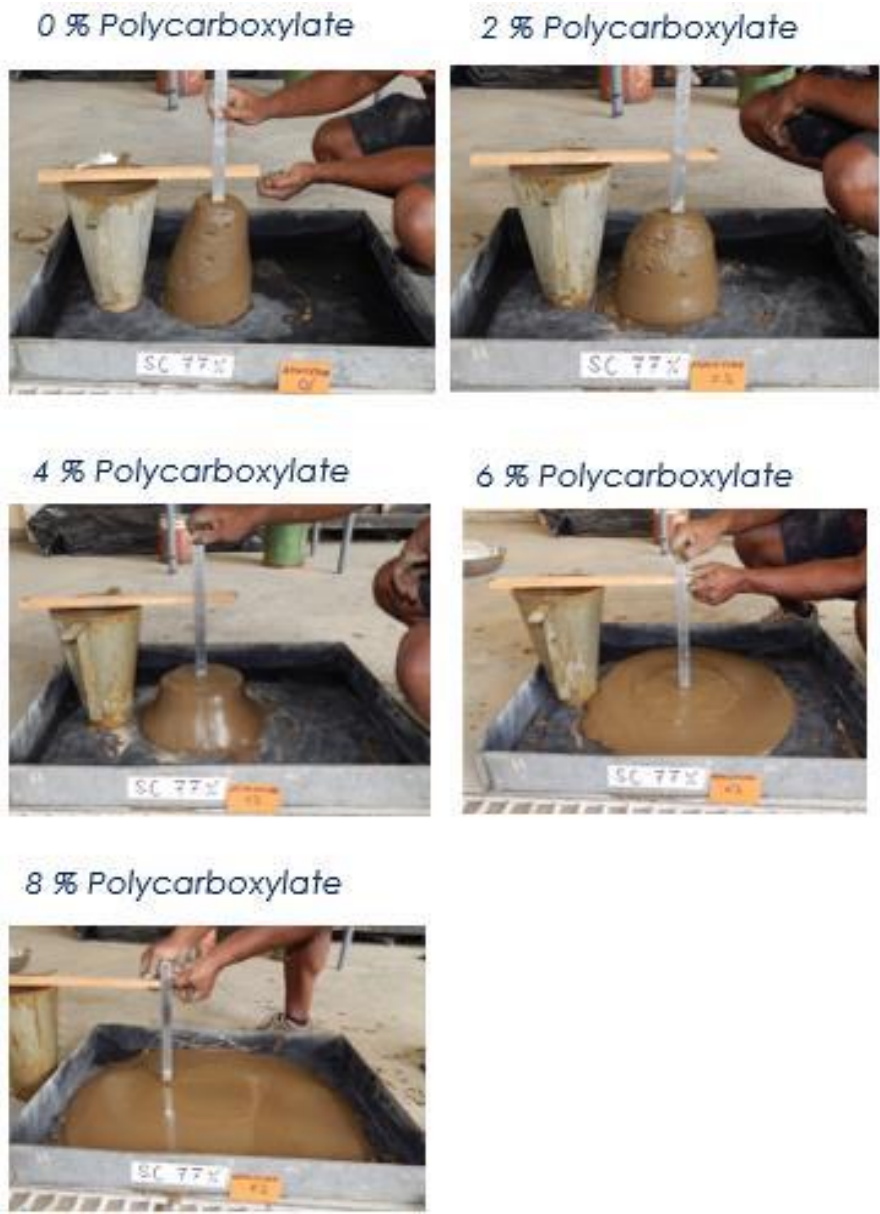 0 % Polycarboxylate
2 % Polycarboxylate
SC 77%
SC 77%
4 % Polycarboxylate
6 % Polycarboxylate
SC 77%
SC 77%
8 % Polycarboxylate
SC 77%